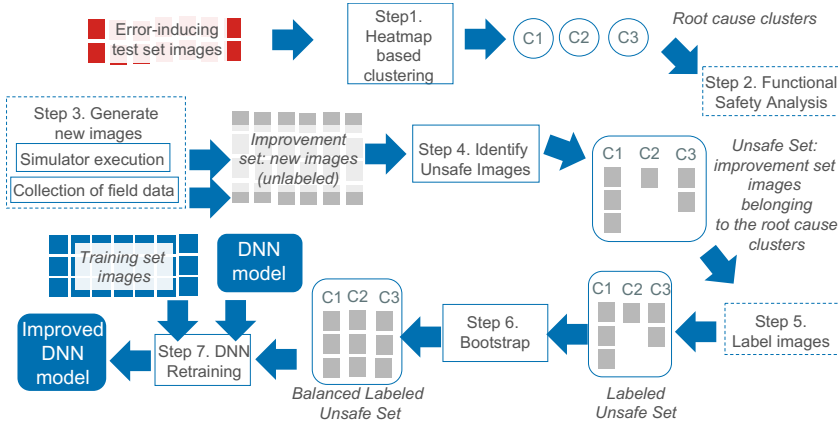 Error-inducing
test set images
Step1.
Heatmap
based
clustering
C1 C2 C3
Root cause clusters
Step 2. Functional
Safety Analysis
Step 3. Generate
new images
Simulator execution
Collection of field data
Improvement
set: new images
(unlabeled)
Step 4. Identify
Unsafe Images
C1 C2 C3
Unsafe Set:
improvement set
images
belonging
to the root cause
clusters
Training set
images
DNN
model
Improved
DNN
model
Step 7. DNN
Retraining
C1 C2 C3
Balanced Labeled
Unsafe Set
Step 6.
Bootstrap
C1 C2 C3
Labeled
Unsafe Set
Step 5.
Label images